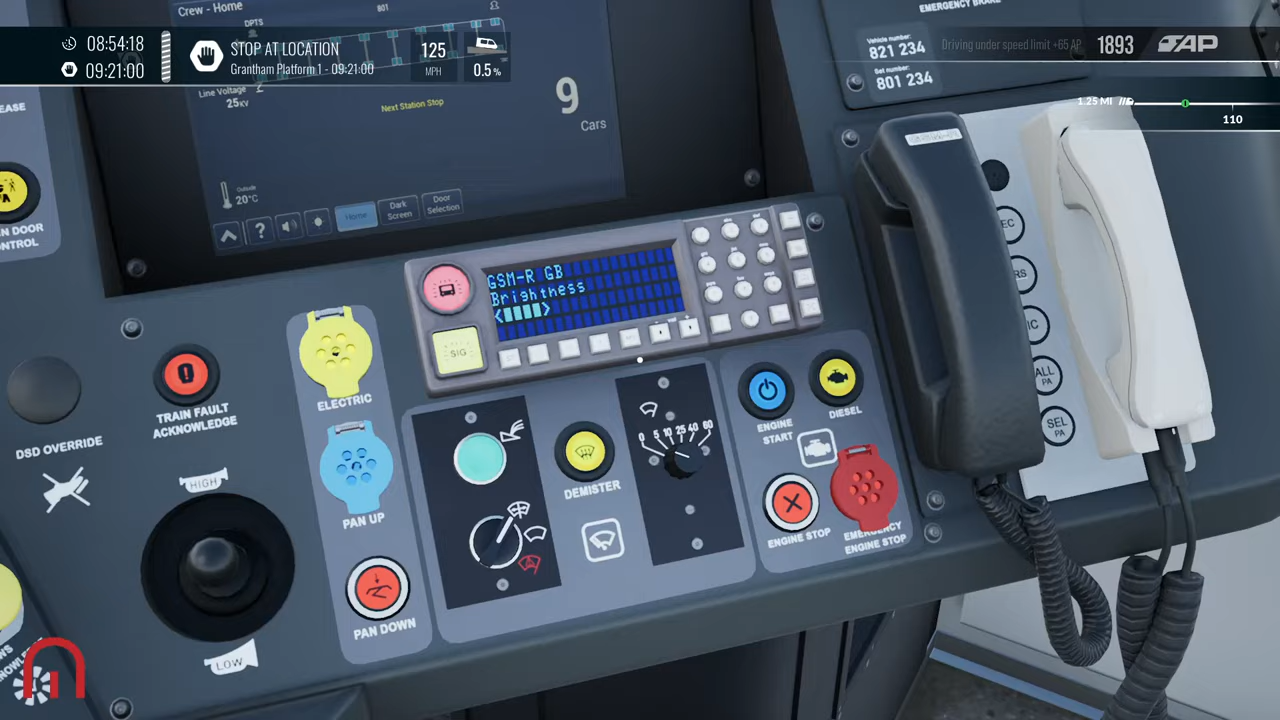 Crew - Home
801
DPTS
08:54:18
09:21:00
STOP AT LOCATION
Grantham Platform 1 - 09:21:00
125
MPH
0.5%
EMERGENCY BRAKE
Vehicle number:
821 234
Set number:
801 234
Driving under speed limit +65 AP
1893
AP
1.25 MI
110
Line Voltage
25KV
Next Station Stop
9
Cars
Outside
20°C
?
Home
Dark
Screen
Door
Selection
GSM-R GB
Brightness
< >
SIG
TRAIN FAULT
ACKNOWLEDGE
DSD OVERRIDE
HIGH
LOW
ELECTRIC
PAN UP
PAN DOWN
DEMISTER
0 5 10 25 40 60
ENGINE
START
DIESEL
ENGINE STOP
EMERGENCY
ENGINE STOP
ALL
PA
SEL
PA